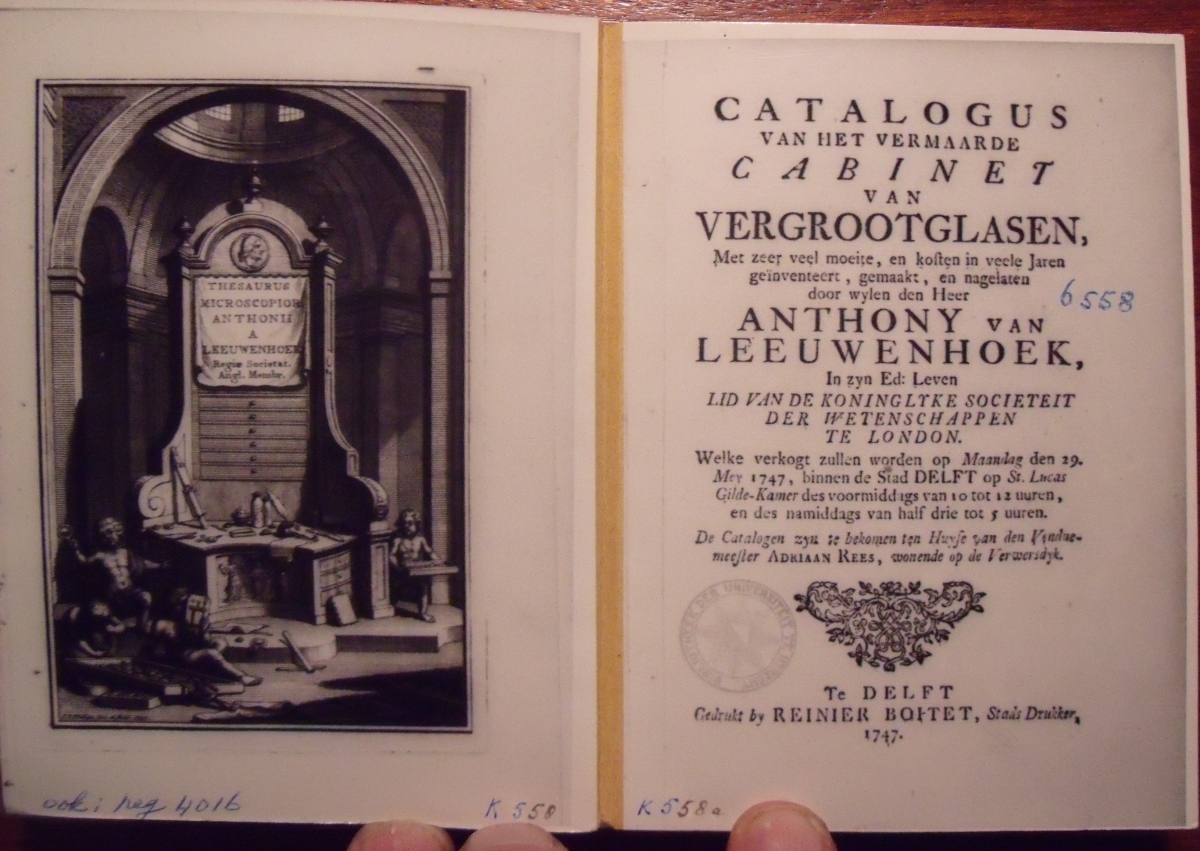 THESAURUS
MICROSCOPIOR
ANTHONII
A
LEEUWENHOEK
Regiæ Societat.
Angl. Membr.
ook: neg 4016
K 558
CATALOGUS
VAN HET VERMAARDE
CABINET
VAN
VERGROOTGLASEN,
Met zeer veel moeite, en kosten in veele Jaren
geinventeert, gemaakt, en nagelaten
door wylen den Heer
6558
ANTHONY VAN
LEEUWENHOEK,
In zyn Ed: Leven
LID VAN DE KONINGLYKE SOCIETEIT
DER WETENSCHAPPEN
TE LONDON.
Welke verkogt zullen worden op Maandag den 29.
Mey 1747, binnen de Stad DELFT op St. Lucas
Gilde-Kamer des voormiddags van 10 tot 12 uuren,
en des namiddags van half drie tot 5 uuren.
De Catalogen zyn te bekomen ten Huyse van den Vendue-
meester ADRIAAN REES, wonende op de Verwersdyk.
DER UNIVERSITEIT
Te DELFT
Gedrukt by REINIER BOITET, Stads Drukker,
1747.
K 558a